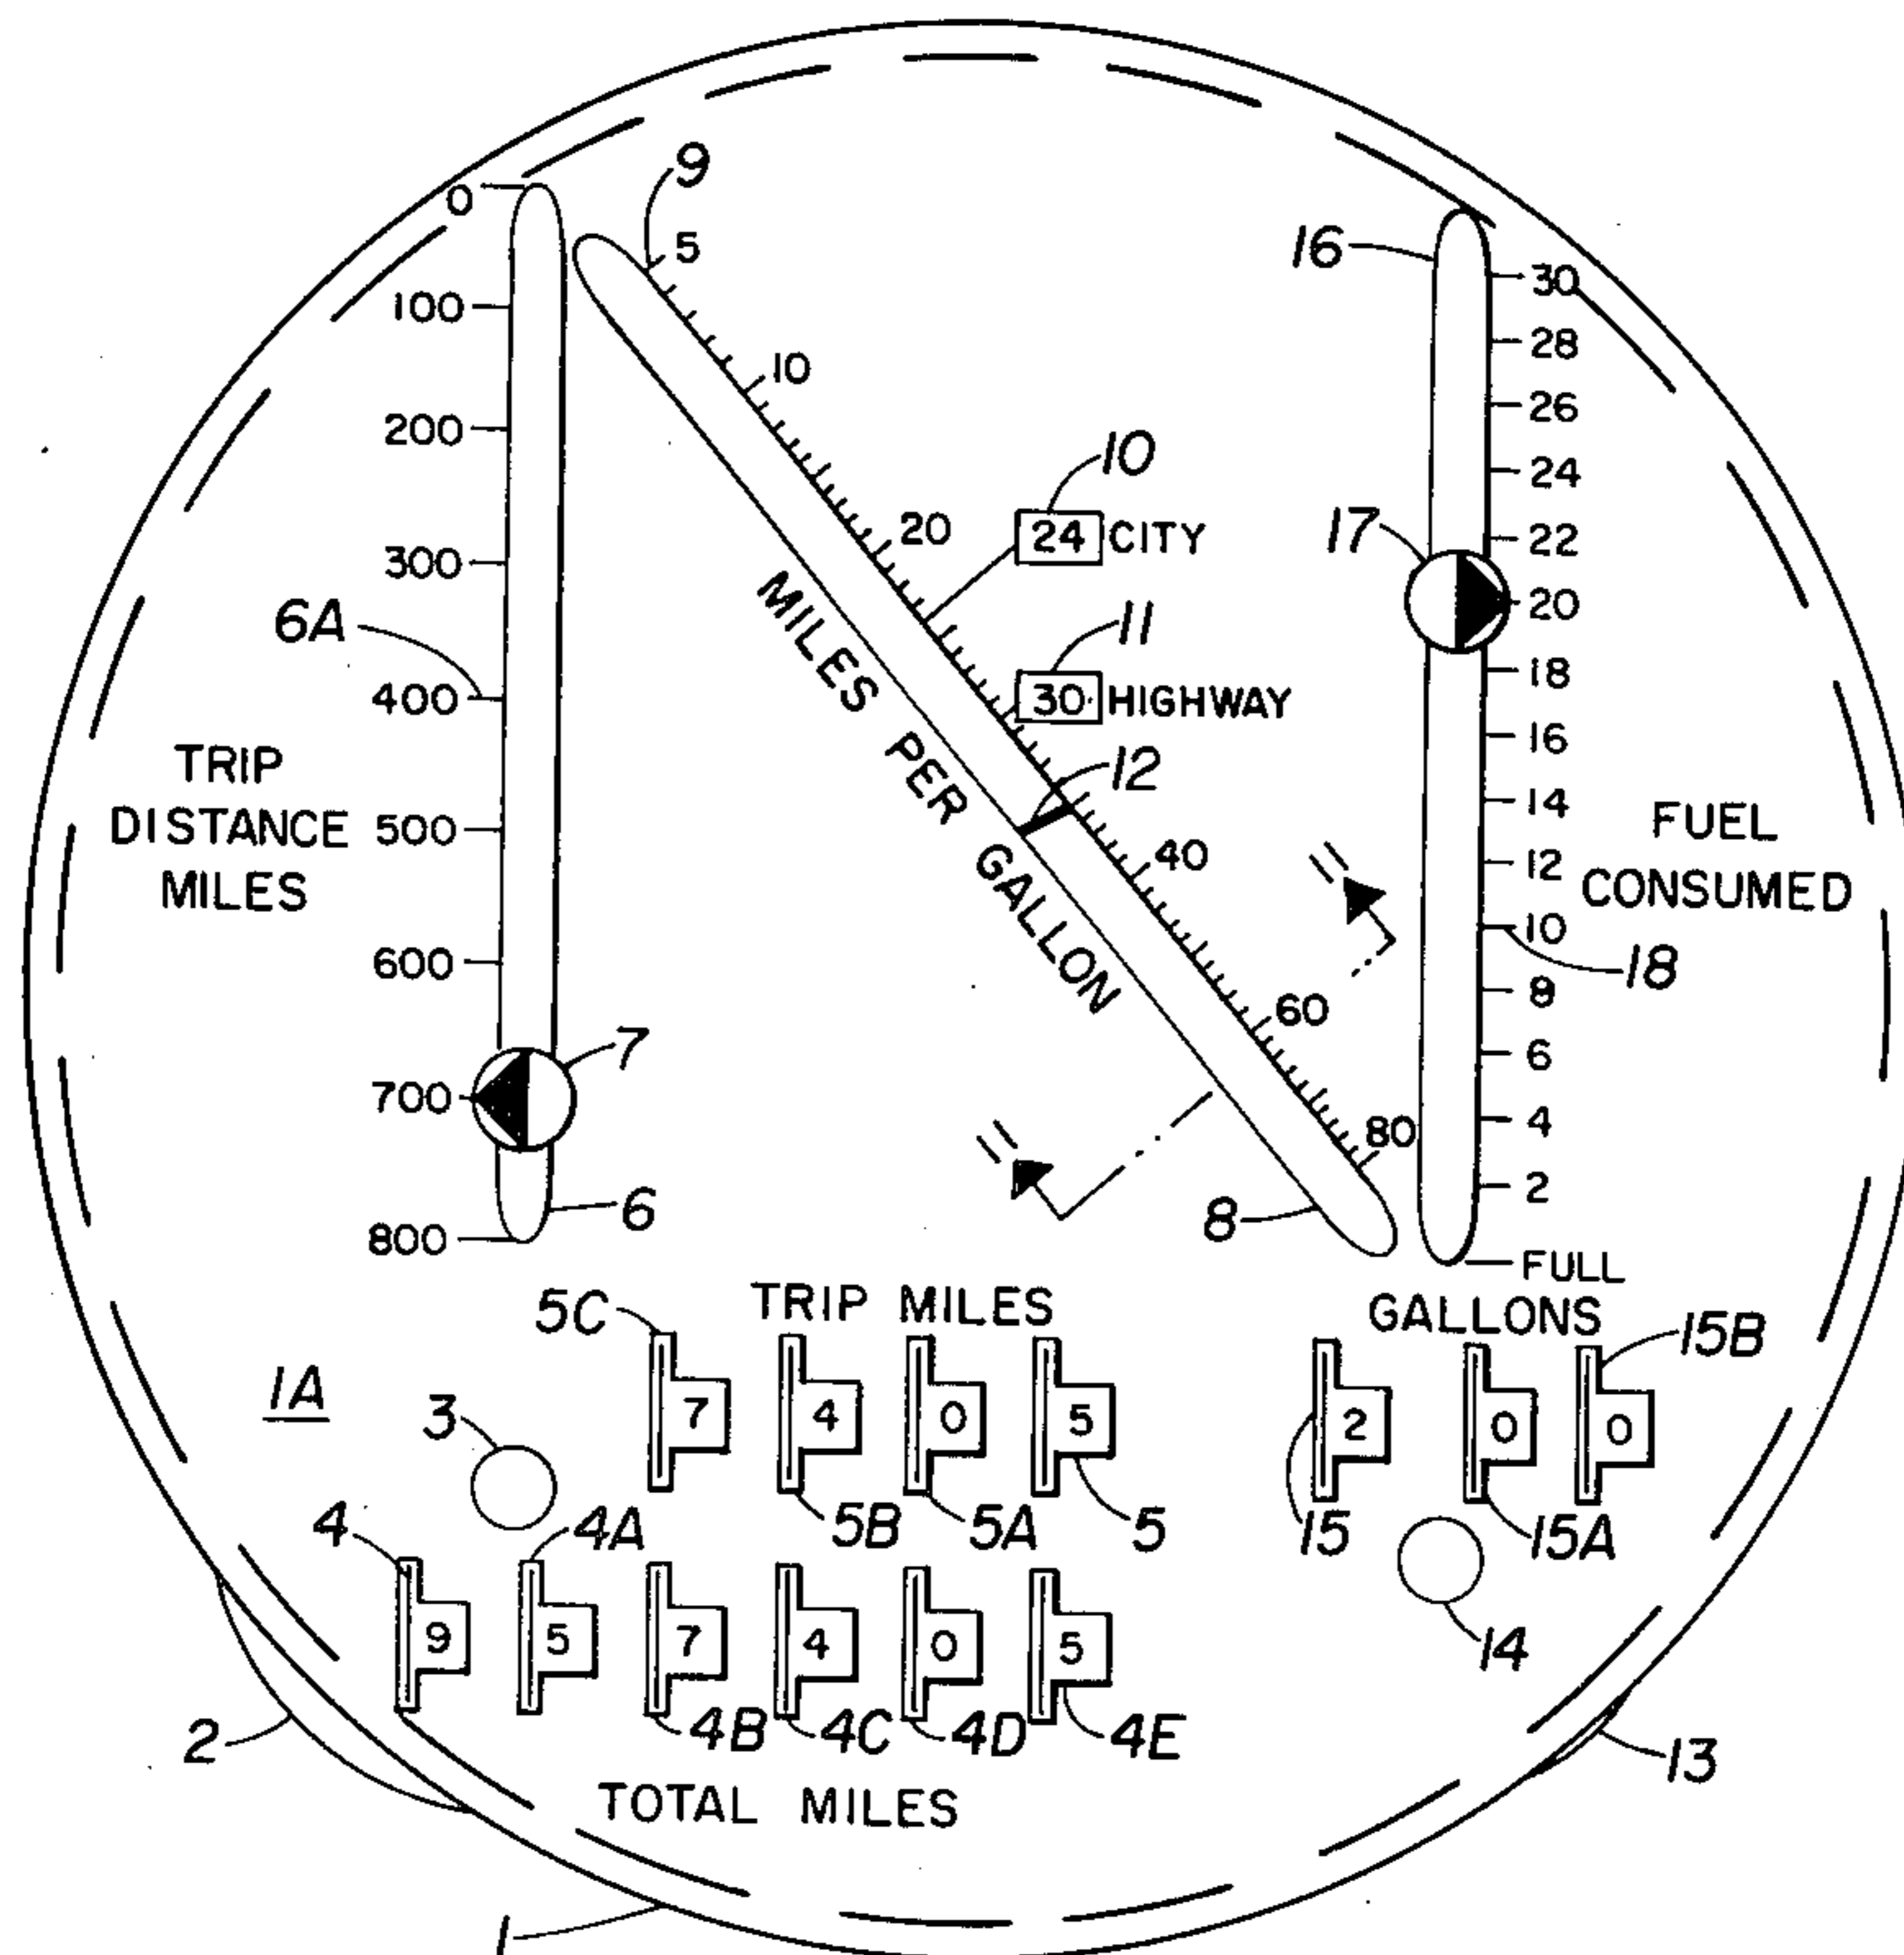 9
0
5
16
30
100
28
10
26
200
10
24
20
24 CITY
17
22
300
11
20
6A
18
30 HIGHWAY
400
16
12
TRIP
DISTANCE
MILES
14
500
MILES PER GALLON
40
12
FUEL
CONSUMED
10
18
600
8
60
7
6
700
4
80
2
6
8
800
FULL
5C
TRIP MILES
GALLONS
15B
1A
3
7 4 0 5
2 0 0
4
4A
5B
5A
5
15
15A
9 5 7 4 0 5
14
2
4B
4C
4D
4E
13
TOTAL MILES
1